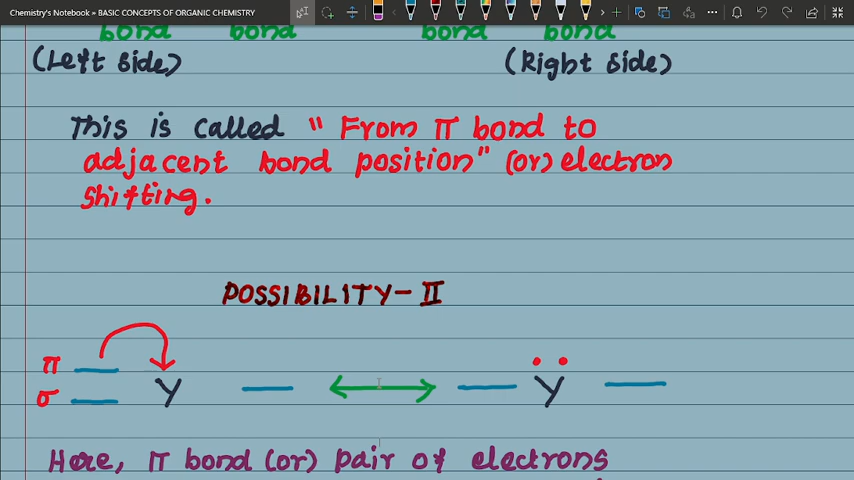 Chemistry's Notebook » BASIC CONCEPTS OF ORGANIC CHEMISTRY
bond bond bond bond
(Left side) (Right side)
This is called " From π bond to
adjacent bond position" (or) electron
shifting.
POSSIBILITY - II
π
σ Y Y
Here, π bond (or) pair of electrons